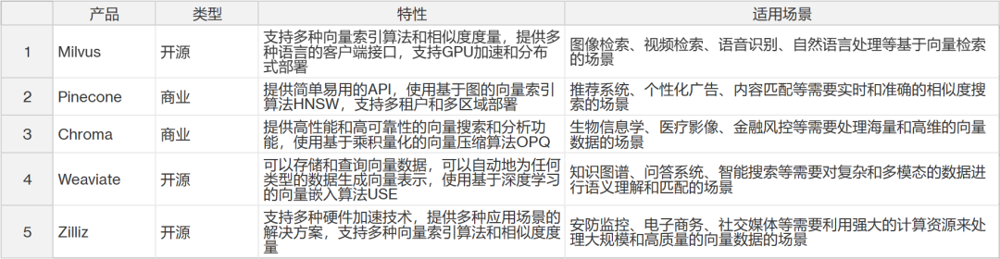 产品 类型 特性 适用场景
1 Milvus 开源 支持多种向量索引算法和相似度度量，提供多种语言的客户端接口，支持GPU加速和分布式部署 图像检索、视频检索、语音识别、自然语言处理等基于向量检索的场景
2 Pinecone 商业 提供简单易用的API，使用基于图的向量索引算法HNSW，支持多租户和多区域部署 推荐系统、个性化广告、内容匹配等需要实时和准确的相似度搜索的场景
3 Chroma 商业 提供高性能和高可靠性的向量搜索和分析功能，使用基于乘积量化的向量压缩算法OPQ 生物信息学、医疗影像、金融风控等需要处理海量和高维的向量数据的场景
4 Weaviate 开源 可以存储和查询向量数据，可以自动地为任何类型的数据生成向量表示，使用基于深度学习的向量嵌入算法USE 知识图谱、问答系统、智能搜索等需要对复杂和多模态的数据进行语义理解和匹配的场景
5 Zilliz 开源 支持多种硬件加速技术，提供多种应用场景的解决方案，支持多种向量索引算法和相似度度量 安防监控、电子商务、社交媒体等需要利用强大的计算资源来处理大规模和高质量的向量数据的场景